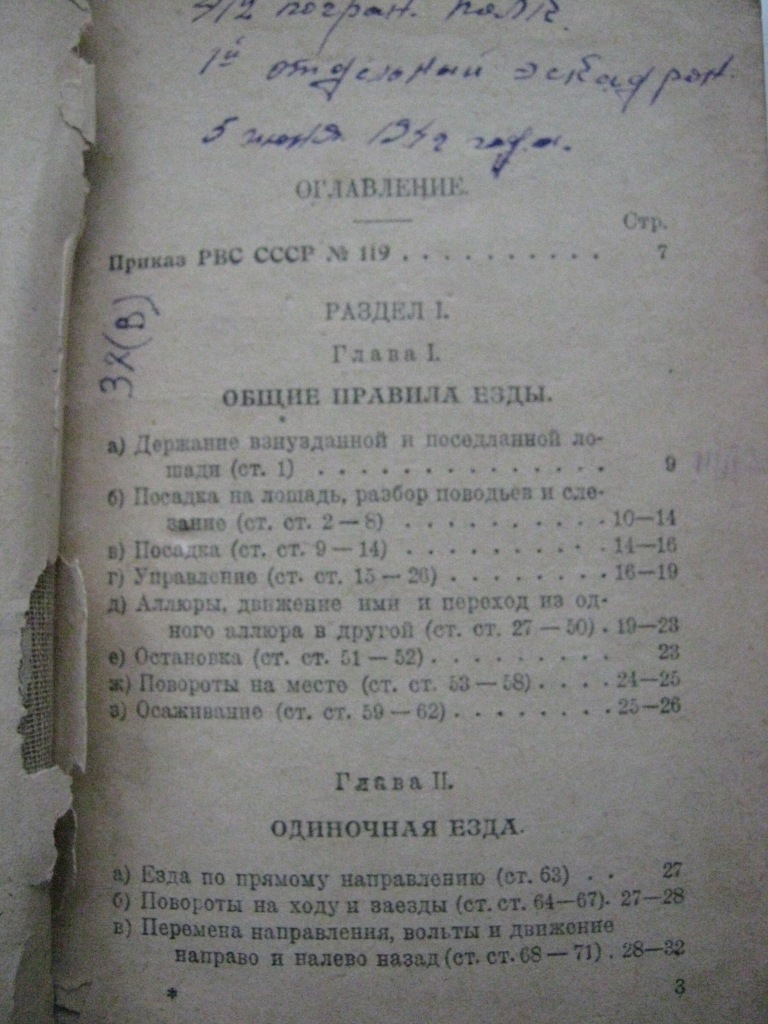 погран. полк.
1й отдельный эскадрон.
5 июня 1942 года.
ОГЛАВЛЕНИЕ.
Стр.
Приказ РВС СССР № 119 . . . . . . . . . . 7
32(В)
РАЗДЕЛ I.
Глава I.
ОБЩИЕ ПРАВИЛА ЕЗДЫ.
а) Держание взнузданной и поседланной ло-
шади (ст. 1) . . . . . . . . . . . . . 9
б) Посадка на лошадь, разбор поводьев и сле-
зание (ст. ст. 2 — 8) . . . . . . . . . 10—14
в) Посадка (ст. ст. 9 — 14) . . . . . . . . . 14—16
г) Управление (ст. ст. 15 — 26) . . . . . . . 16—19
д) Аллюры, движение ими и переход из од-
ного аллюра в другой (ст. ст. 27 — 50) . 19—23
е) Остановка (ст. ст. 51 — 52) . . . . . . . . 23
ж) Повороты на месте (ст. ст. 53 — 58) . . . . 24—25
з) Осаживание (ст. ст. 59 — 62) . . . . . . . . 25—26
Глава II.
ОДИНОЧНАЯ ЕЗДА.
а) Езда по прямому направлению (ст. 63) . . 27
б) Повороты на ходу и заезды (ст. ст. 64—67). 27—28
в) Перемена направления, вольты и движение
направо и налево назад (ст. ст. 68 — 71) . 28—32
* 3